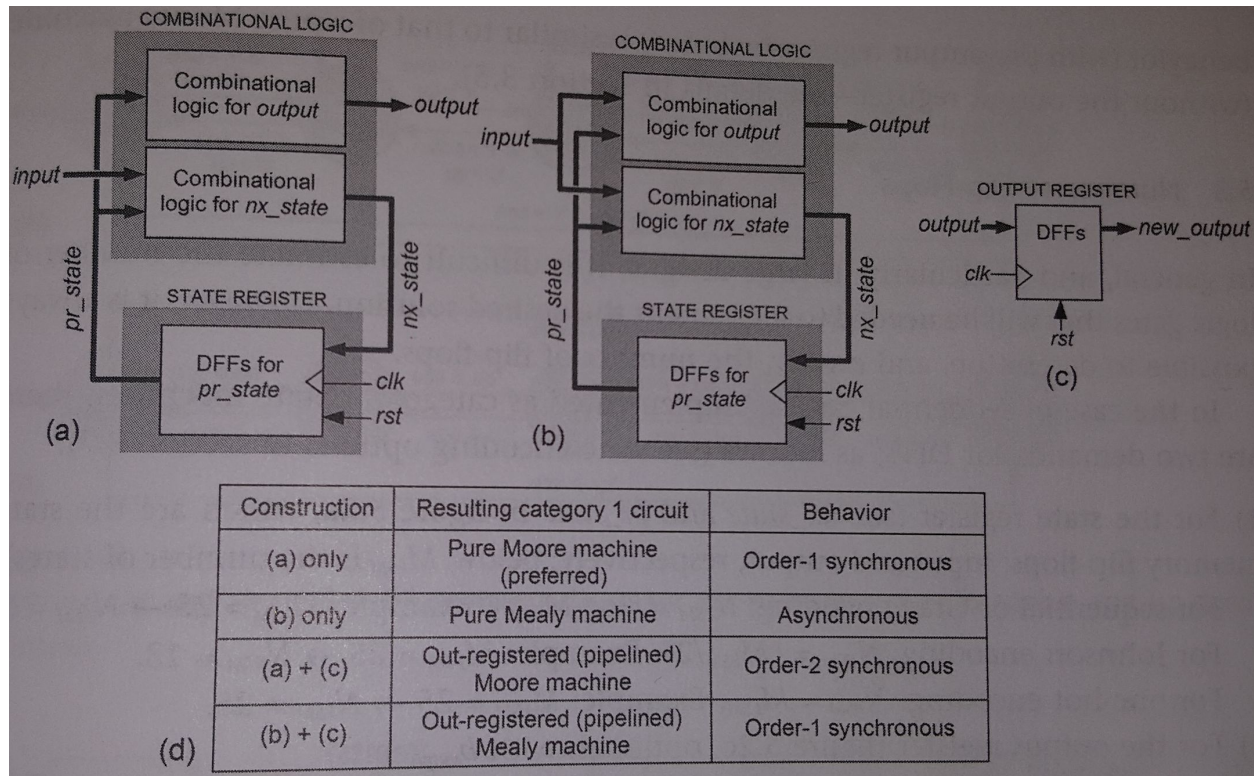 COMBINATIONAL LOGIC
Combinational
logic for output
output
input
Combinational
logic for nx_state
pr_state
nx_state
STATE REGISTER
DFFs for
pr_state
clk
rst
(a)
COMBINATIONAL LOGIC
Combinational
logic for output
output
input
Combinational
logic for nx_state
pr_state
nx_state
STATE REGISTER
DFFs for
pr_state
clk
rst
(b)
OUTPUT REGISTER
output
DFFs
new_output
clk
rst
(c)
Construction Resulting category 1 circuit Behavior
(a) only Pure Moore machine (preferred) Order-1 synchronous
(b) only Pure Mealy machine Asynchronous
(a) + (c) Out-registered (pipelined) Moore machine Order-2 synchronous
(b) + (c) Out-registered (pipelined) Mealy machine Order-1 synchronous
(d)